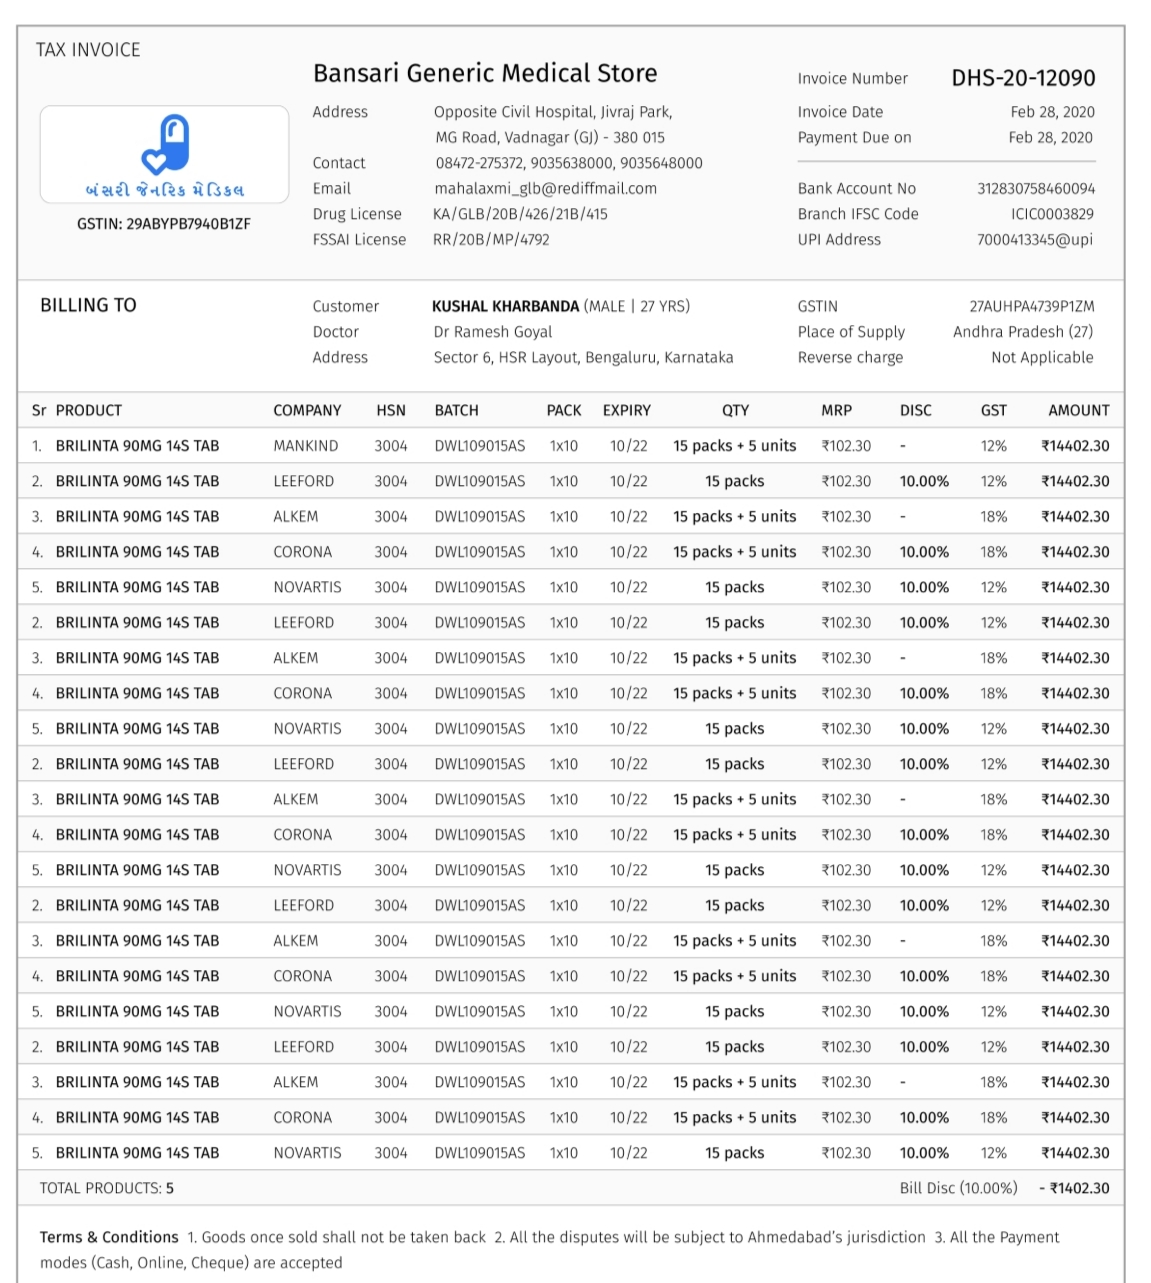 TAX INVOICE
Bansari Generic Medical Store
Invoice Number DHS-20-12090
Address Opposite Civil Hospital, Jivraj Park,
MG Road, Vadnagar (GJ) - 380 015
Invoice Date Feb 28, 2020
Payment Due on Feb 28, 2020
Contact 08472-275372, 9035638000, 9035648000
Email mahalaxmi_glb@rediffmail.com
Drug License KA/GLB/20B/426/21B/415
FSSAI License RR/20B/MP/4792
Bank Account No 312830758460094
Branch IFSC Code ICIC0003829
UPI Address 7000413345@upi
બંસરી જેનરિક મેડિકલ
GSTIN: 29ABYPB7940B1ZF
BILLING TO
Customer KUSHAL KHARBANDA (MALE | 27 YRS)
Doctor Dr Ramesh Goyal
Address Sector 6, HSR Layout, Bengaluru, Karnataka
GSTIN 27AUHPA4739P1ZM
Place of Supply Andhra Pradesh (27)
Reverse charge Not Applicable
Sr PRODUCT COMPANY HSN BATCH PACK EXPIRY QTY MRP DISC GST AMOUNT
1. BRILINTA 90MG 14S TAB MANKIND 3004 DWL109015AS 1x10 10/22 15 packs + 5 units ₹102.30 - 12% ₹14402.30
2. BRILINTA 90MG 14S TAB LEEFORD 3004 DWL109015AS 1x10 10/22 15 packs ₹102.30 10.00% 12% ₹14402.30
3. BRILINTA 90MG 14S TAB ALKEM 3004 DWL109015AS 1x10 10/22 15 packs + 5 units ₹102.30 - 18% ₹14402.30
4. BRILINTA 90MG 14S TAB CORONA 3004 DWL109015AS 1x10 10/22 15 packs + 5 units ₹102.30 10.00% 18% ₹14402.30
5. BRILINTA 90MG 14S TAB NOVARTIS 3004 DWL109015AS 1x10 10/22 15 packs ₹102.30 10.00% 12% ₹14402.30
2. BRILINTA 90MG 14S TAB LEEFORD 3004 DWL109015AS 1x10 10/22 15 packs ₹102.30 10.00% 12% ₹14402.30
3. BRILINTA 90MG 14S TAB ALKEM 3004 DWL109015AS 1x10 10/22 15 packs + 5 units ₹102.30 - 18% ₹14402.30
4. BRILINTA 90MG 14S TAB CORONA 3004 DWL109015AS 1x10 10/22 15 packs + 5 units ₹102.30 10.00% 18% ₹14402.30
5. BRILINTA 90MG 14S TAB NOVARTIS 3004 DWL109015AS 1x10 10/22 15 packs ₹102.30 10.00% 12% ₹14402.30
2. BRILINTA 90MG 14S TAB LEEFORD 3004 DWL109015AS 1x10 10/22 15 packs ₹102.30 10.00% 12% ₹14402.30
3. BRILINTA 90MG 14S TAB ALKEM 3004 DWL109015AS 1x10 10/22 15 packs + 5 units ₹102.30 - 18% ₹14402.30
4. BRILINTA 90MG 14S TAB CORONA 3004 DWL109015AS 1x10 10/22 15 packs + 5 units ₹102.30 10.00% 18% ₹14402.30
5. BRILINTA 90MG 14S TAB NOVARTIS 3004 DWL109015AS 1x10 10/22 15 packs ₹102.30 10.00% 12% ₹14402.30
2. BRILINTA 90MG 14S TAB LEEFORD 3004 DWL109015AS 1x10 10/22 15 packs ₹102.30 10.00% 12% ₹14402.30
3. BRILINTA 90MG 14S TAB ALKEM 3004 DWL109015AS 1x10 10/22 15 packs + 5 units ₹102.30 - 18% ₹14402.30
4. BRILINTA 90MG 14S TAB CORONA 3004 DWL109015AS 1x10 10/22 15 packs + 5 units ₹102.30 10.00% 18% ₹14402.30
5. BRILINTA 90MG 14S TAB NOVARTIS 3004 DWL109015AS 1x10 10/22 15 packs ₹102.30 10.00% 12% ₹14402.30
2. BRILINTA 90MG 14S TAB LEEFORD 3004 DWL109015AS 1x10 10/22 15 packs ₹102.30 10.00% 12% ₹14402.30
3. BRILINTA 90MG 14S TAB ALKEM 3004 DWL109015AS 1x10 10/22 15 packs + 5 units ₹102.30 - 18% ₹14402.30
4. BRILINTA 90MG 14S TAB CORONA 3004 DWL109015AS 1x10 10/22 15 packs + 5 units ₹102.30 10.00% 18% ₹14402.30
5. BRILINTA 90MG 14S TAB NOVARTIS 3004 DWL109015AS 1x10 10/22 15 packs ₹102.30 10.00% 12% ₹14402.30
TOTAL PRODUCTS: 5 Bill Disc (10.00%) - ₹1402.30
Terms & Conditions 1. Goods once sold shall not be taken back 2. All the disputes will be subject to Ahmedabad's jurisdiction 3. All the Payment
modes (Cash, Online, Cheque) are accepted